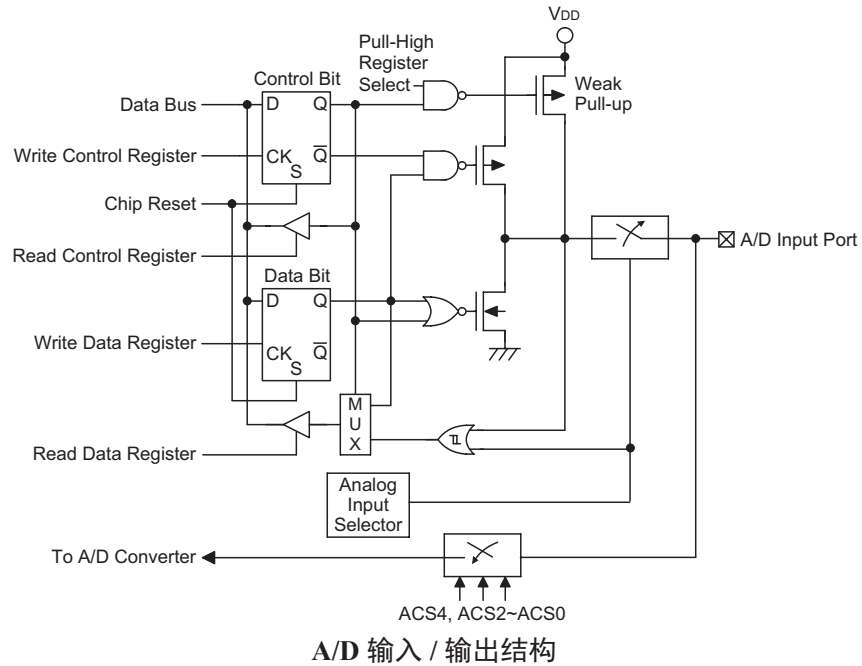 VDD
Pull-High
Register
Select
Control Bit
Weak
Pull-up
Data Bus
D
Q
Write Control Register
CK
Q
S
Chip Reset
Read Control Register
A/D Input Port
Data Bit
D
Q
Write Data Register
CK
Q
S
M
U
X
Read Data Register
Analog
Input
Selector
To A/D Converter
ACS4, ACS2~ACS0
A/D 输入 / 输出结构